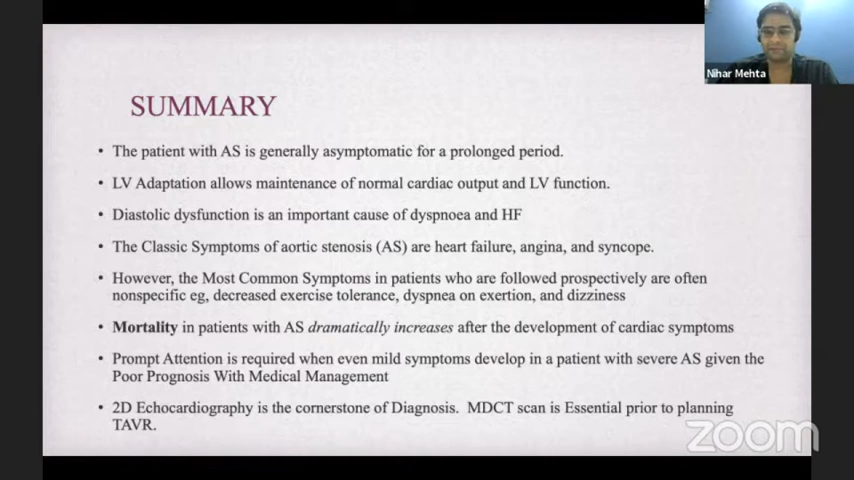 Nihar Mehta
SUMMARY
• The patient with AS is generally asymptomatic for a prolonged period.
• LV Adaptation allows maintenance of normal cardiac output and LV function.
• Diastolic dysfunction is an important cause of dyspnoea and HF
• The Classic Symptoms of aortic stenosis (AS) are heart failure, angina, and syncope.
• However, the Most Common Symptoms in patients who are followed prospectively are often
nonspecific eg, decreased exercise tolerance, dyspnea on exertion, and dizziness
• Mortality in patients with AS dramatically increases after the development of cardiac symptoms
• Prompt Attention is required when even mild symptoms develop in a patient with severe AS given the
Poor Prognosis With Medical Management
• 2D Echocardiography is the cornerstone of Diagnosis. MDCT scan is Essential prior to planning
TAVR.
zoom